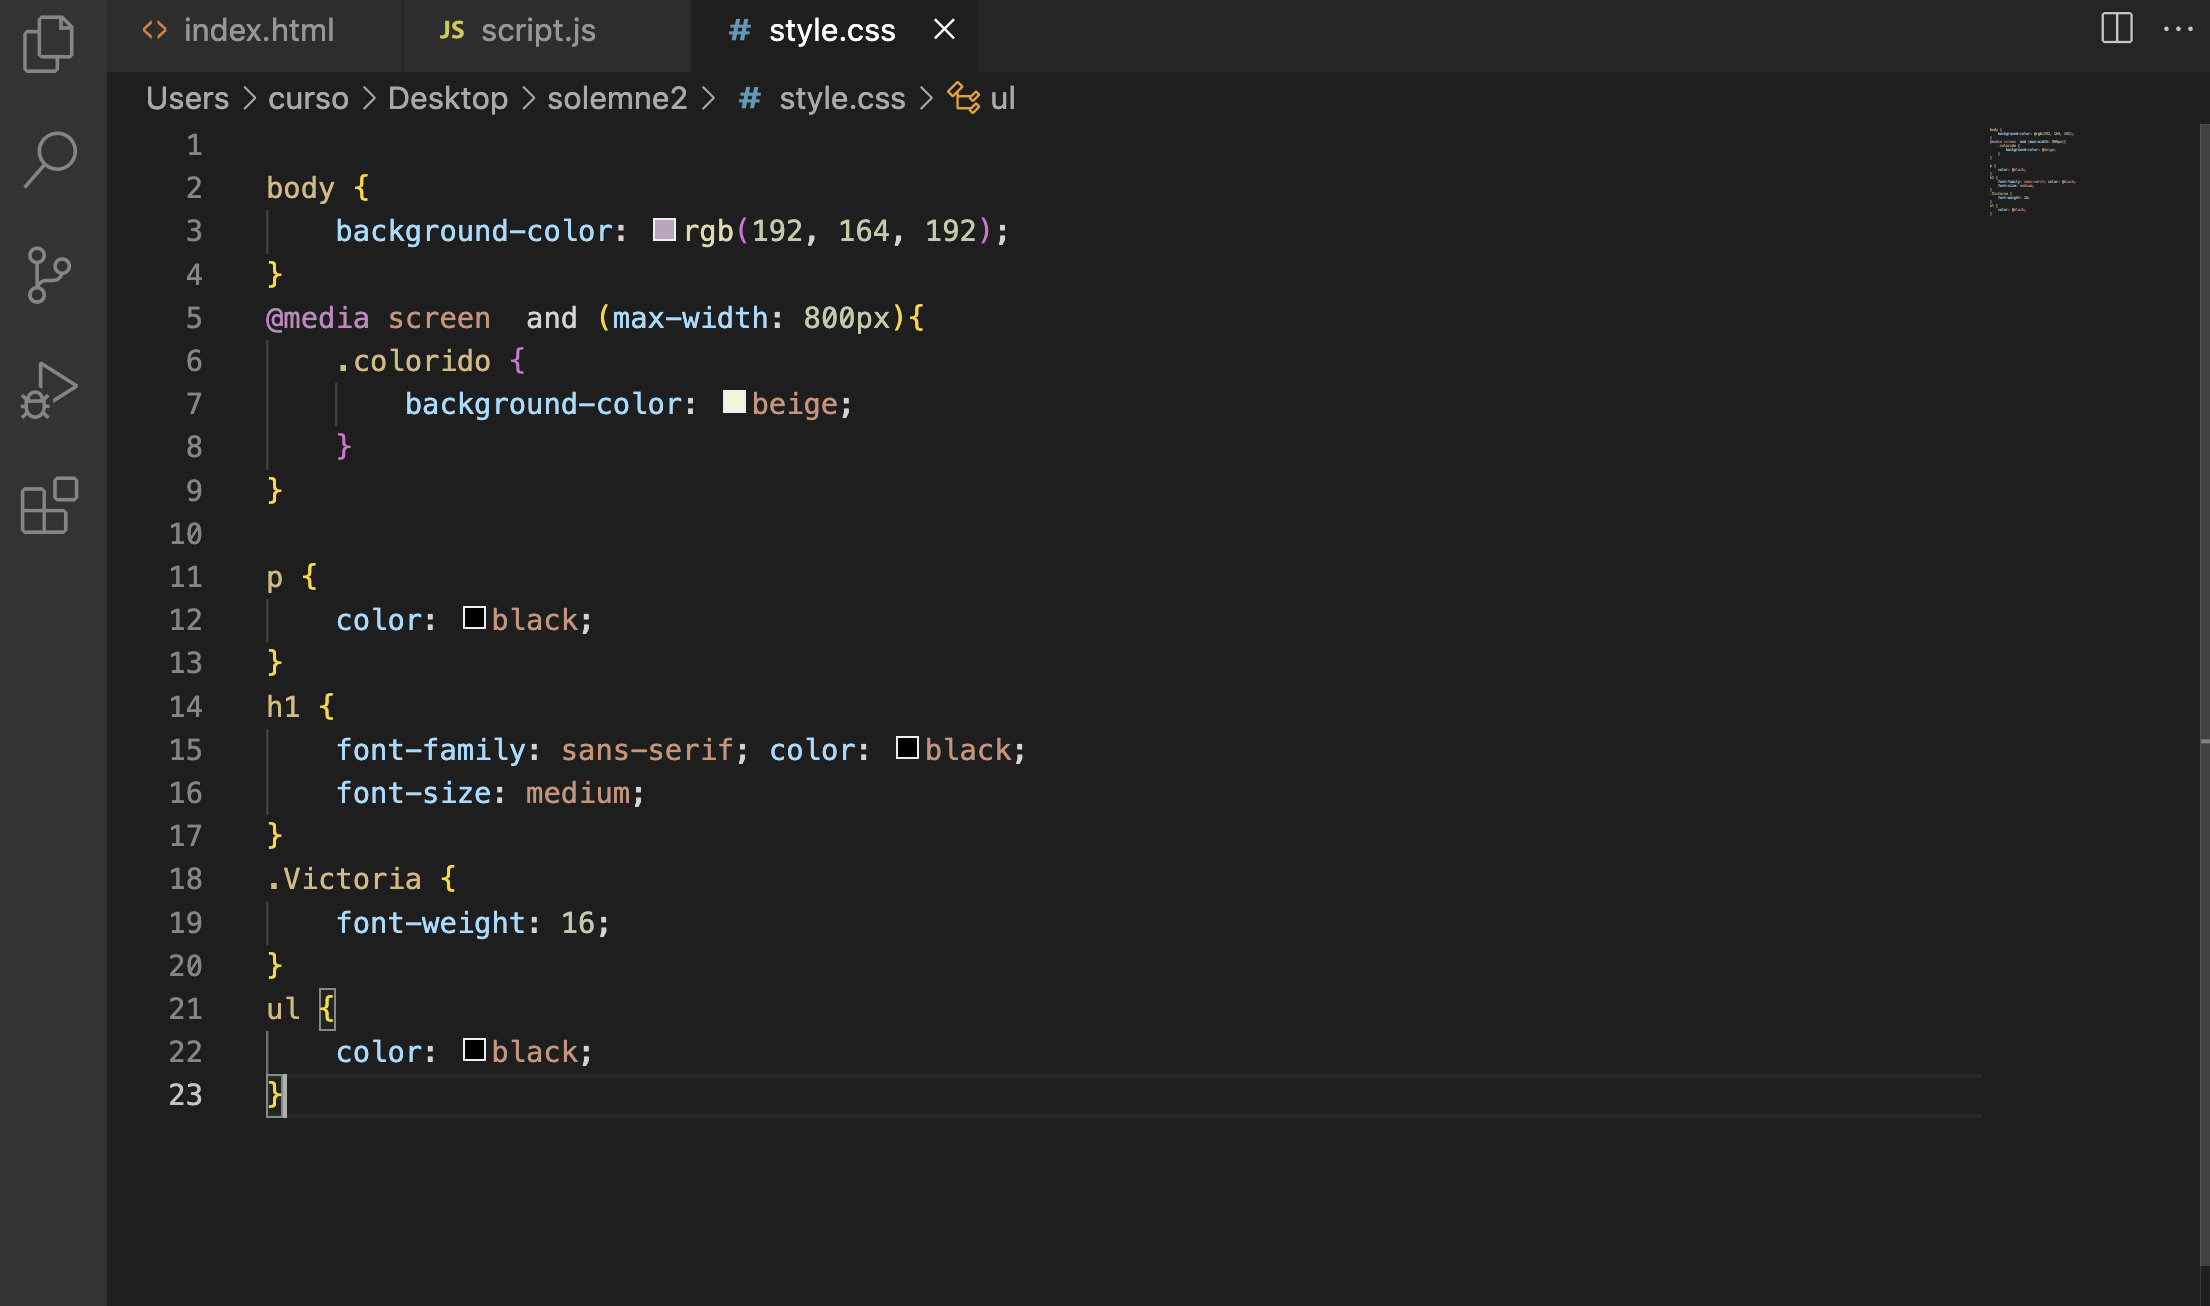 index.html JS script.js # style.css
Users > curso > Desktop > solemne2 > # style.css > ul
1
2 body {
3     background-color: rgb(192, 164, 192);
4 }
5 @media screen  and (max-width: 800px){
6     .colorido {
7         background-color: beige;
8     }
9 }
10
11 p {
12     color: black;
13 }
14 h1 {
15     font-family: sans-serif; color: black;
16     font-size: medium;
17 }
18 .Victoria {
19     font-weight: 16;
20 }
21 ul {
22     color: black;
23 }